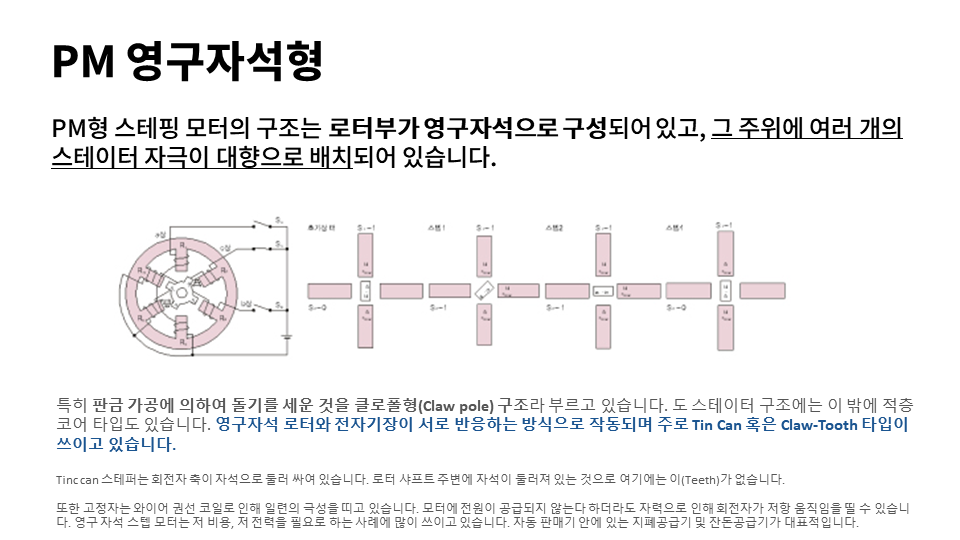 PM 영구자석형
PM형 스테핑 모터의 구조는 로터부가 영구자석으로 구성되어 있고, 그 주위에 여러 개의
스테이터 자극이 대향으로 배치되어 있습니다.
초기상태 스텝1 스텝2
특히 판금 가공에 의하여 돌기를 세운 것을 클로폴형(Claw pole) 구조라 부르고 있습니다. 도 스테이터 구조에는 이 밖에 적층
코어 타입도 있습니다. 영구자석 로터와 전자기장이 서로 반응하는 방식으로 작동되며 주로 Tin Can 혹은 Claw-Tooth 타입이
쓰이고 있습니다.
Tinc can 스테퍼는 회전자 축이 자석으로 둘러 싸여 있습니다. 로터 샤프트 주변에 자석이 둘러져 있는 것으로 여기에는 이(Teeth)가 없습니다.
또한 고정자는 와이어 권선 코일로 인해 일련의 극성을 띠고 있습니다. 모터에 전원이 공급되지 않는다 하더라도 자력으로 인해 회전자가 저항 움직임을 띨 수 있습니
다. 영구 자석 스텝 모터는 저 비용, 저 전력을 필요로 하는 사례에 많이 쓰이고 있습니다. 자동 판매기 안에 있는 지폐공급기 및 잔돈공급기가 대표적입니다.